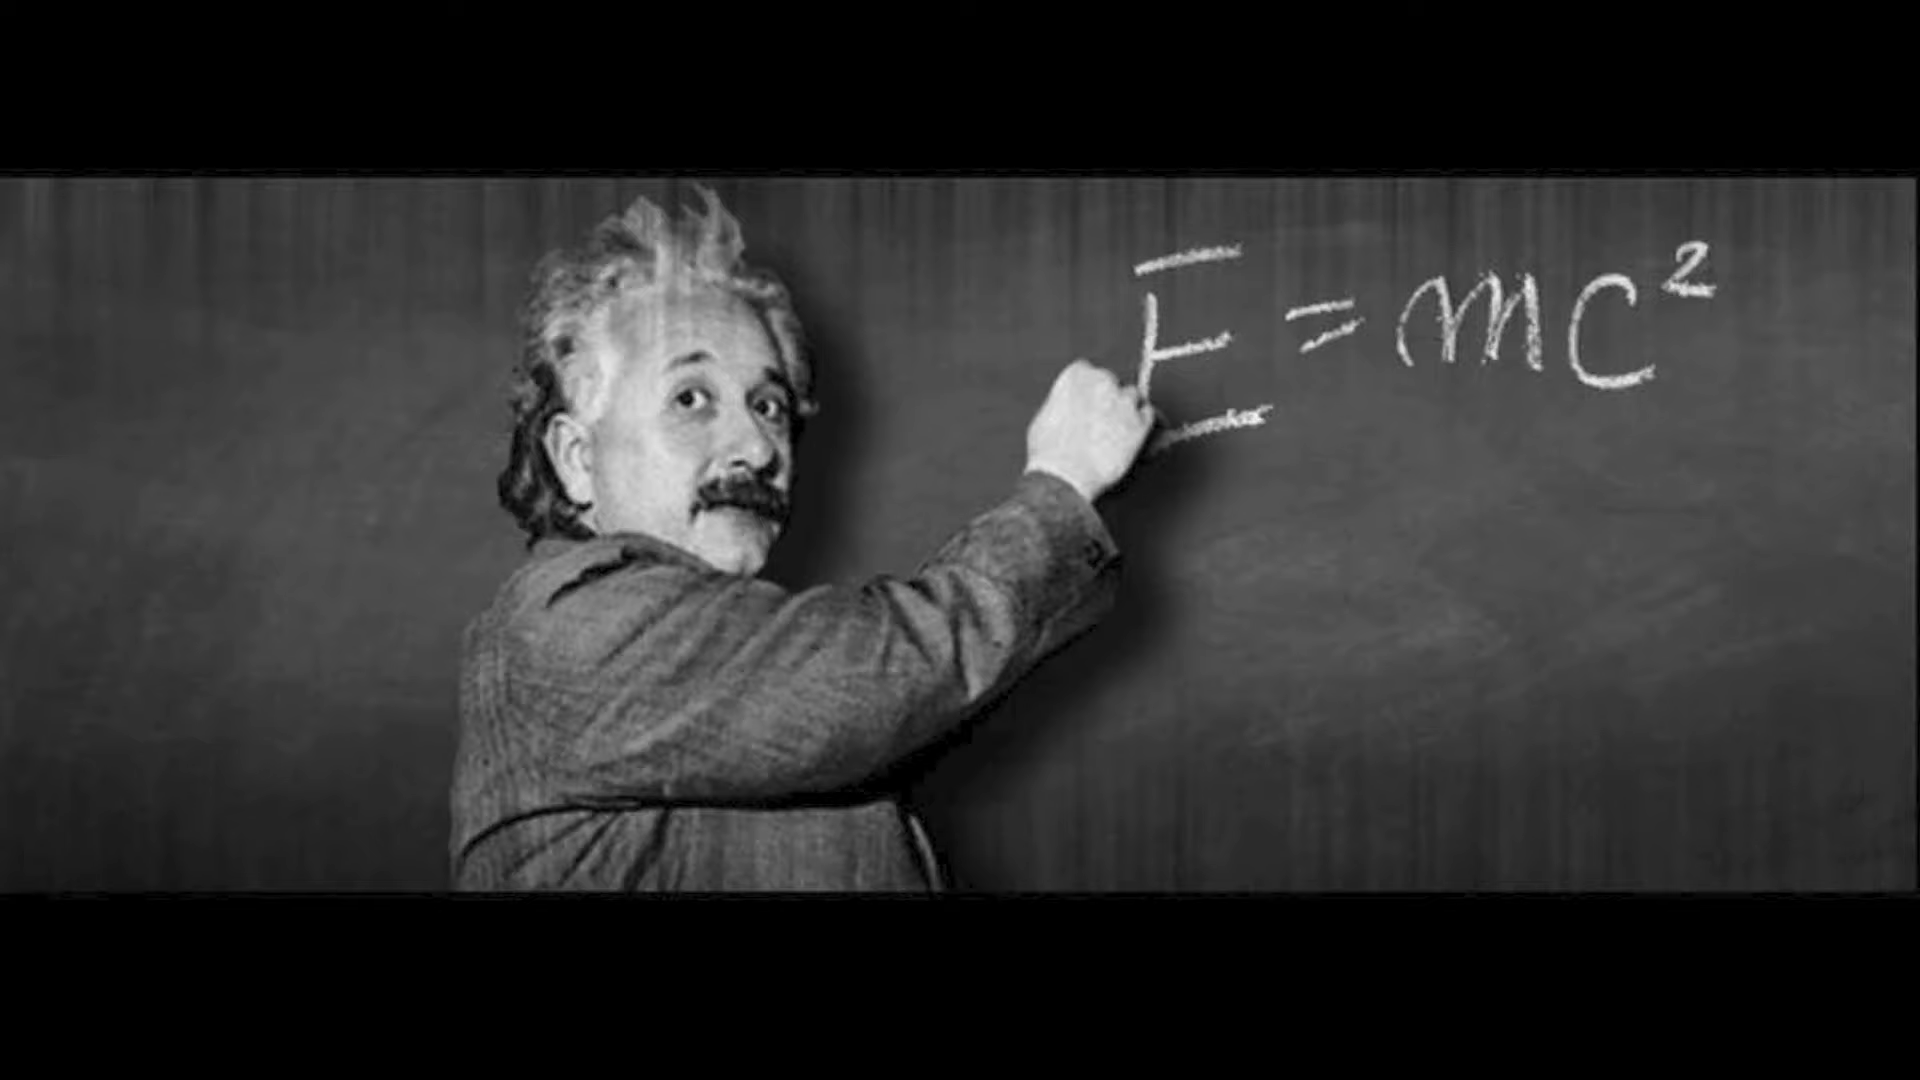 E = mc²